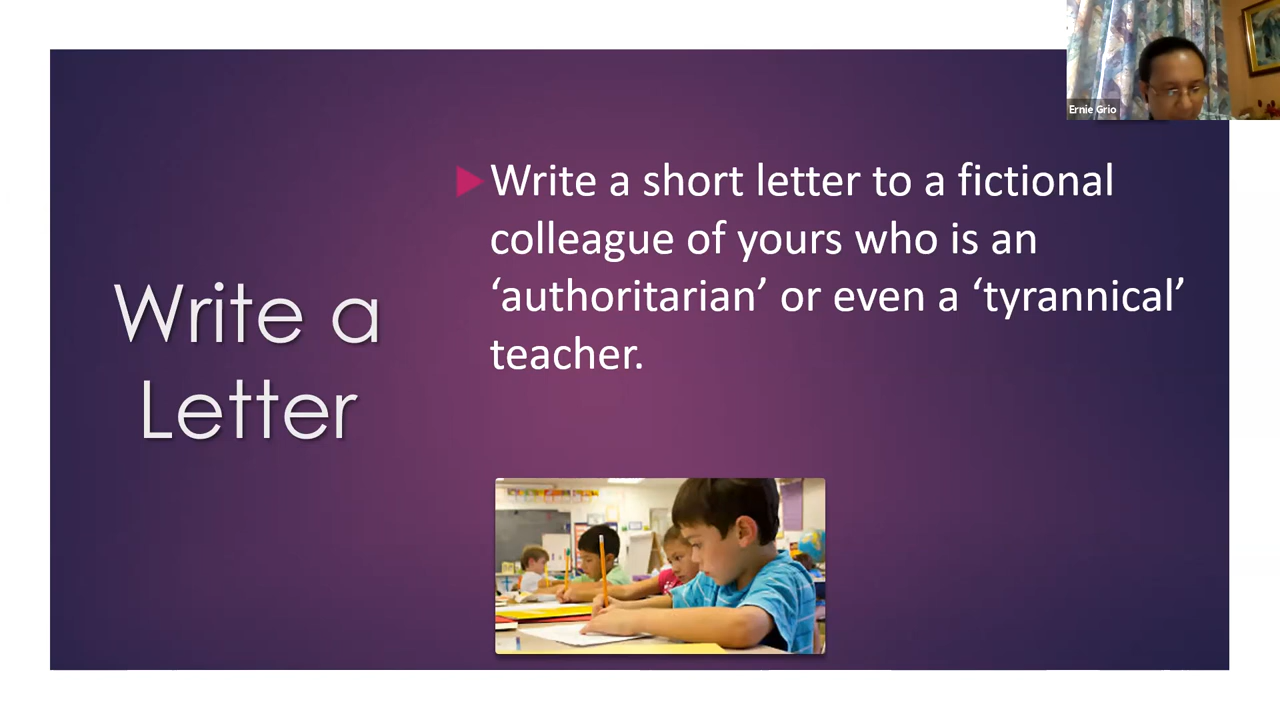 Ernie Grio
Write a
Letter
Write a short letter to a fictional
colleague of yours who is an
‘authoritarian’ or even a ‘tyrannical’
teacher.